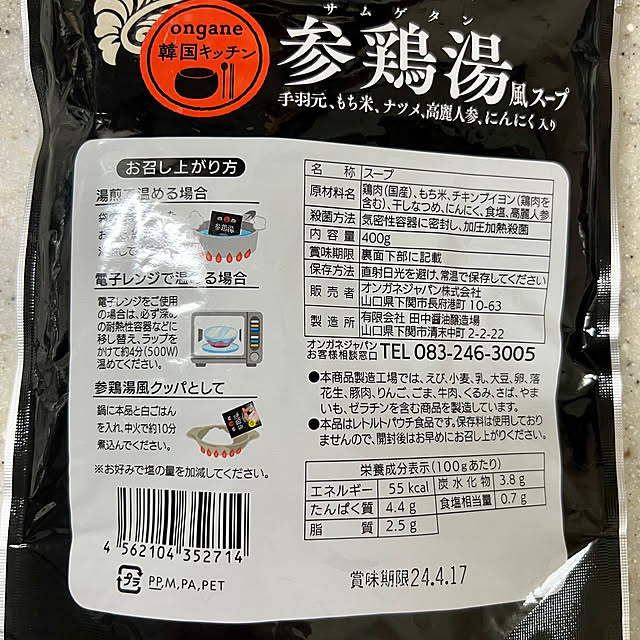 ongane
韓国キッチン
サムゲタン
参鶏湯風スープ
手羽元、もち米、ナツメ、高麗人参、にんにく入り
お召し上がり方
湯煎で温める場合
参鶏湯
電子レンジで温める場合
電子レンジをご使用
の場合は、必ず深めの
の耐熱性容器などに
移し替え、ラップを
かけて約4分(500W)
温めてください。
参鶏湯風クッパとして
鍋に本品と白ごはん
を入れ、中火で約10分
煮込んでください。
※お好みで塩の量を加減してください。
4 562104 352714
プラ
PP,M,PA,PET
名称 スープ
原材料名 鶏肉(国産)、もち米、チキンブイヨン(鶏肉を
含む)、干しなつめ、にんにく、食塩、高麗人参
殺菌方法 気密性容器に密封し、加圧加熱殺菌
内容量 400g
賞味期限 裏面下部に記載
保存方法 直射日光を避け、常温で保存してください
販売者 オンガネジャパン株式会社
山口県下関市長府港町10-63
製造所 有限会社 田中醤油醸造場
山口県下関市清末中町2-2-22
オンガネジャパン
お客様相談窓口 TEL 083-246-3005
●本商品製造工場では、えび、小麦、乳、大豆、卵、落
花生、豚肉、りんご、ごま、牛肉、くるみ、さば、やま
いも、ゼラチンを含む商品を製造しています。
●本品はレトルトパウチ食品です。保存料は使用しており
ませんので、開封後はお早めにお召し上がりください。
栄養成分表示(100gあたり)
エネルギー 55kcal 炭水化物 3.8g
たんぱく質 4.4g 食塩相当量 0.7g
脂質 2.5g
賞味期限24.4.17